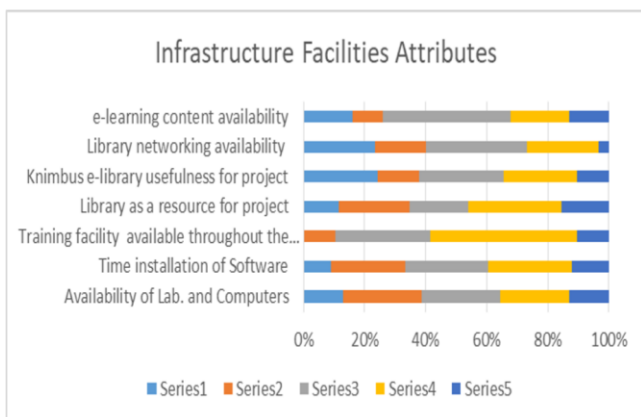 Infrastructure Facilities Attributes
e-learning content availability
Library networking availability
Knimbus e-library usefulness for project
Library as a resource for project
Training facility available throughout the...
Time installation of Software
Availability of Lab. and Computers
0% 20% 40% 60% 80% 100%
Series1 Series2 Series3 Series4 Series5